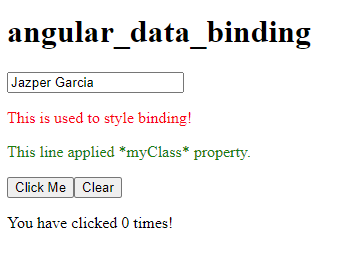 angular_data_binding
Jazper Garcia
This is used to style binding!
This line applied *myClass* property.
Click Me Clear
You have clicked 0 times!